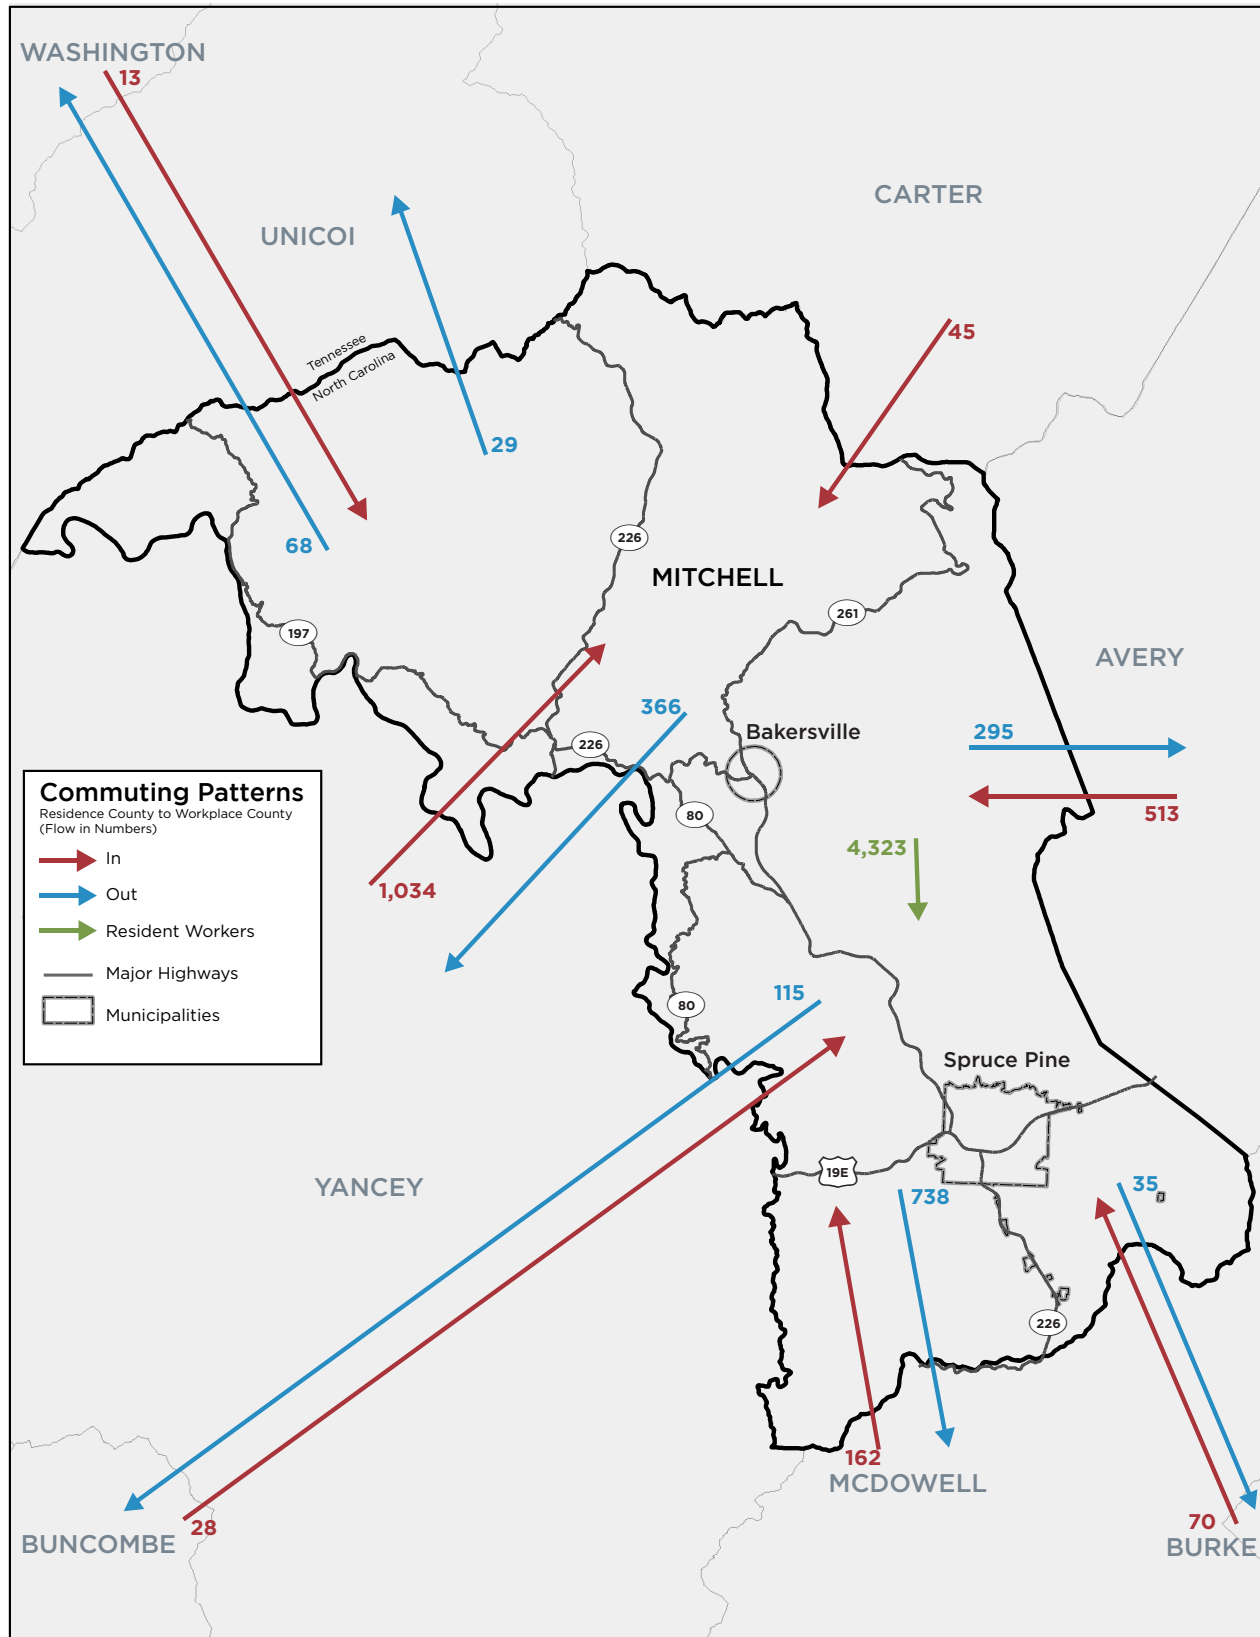 WASHINGTON
13
CARTER
UNICOI
45
Tennessee
North Carolina
29
226
68
MITCHELL
261
197
AVERY
366
295
Bakersville
226
513
80
4,323
1,034
Commuting Patterns
Residence County to Workplace County
(Flow in Numbers)
In
Out
Resident Workers
Major Highways
Municipalities
115
80
Spruce Pine
19E
YANCEY
738
35
226
162
MCDOWELL
28
70
BUNCOMBE
BURKE